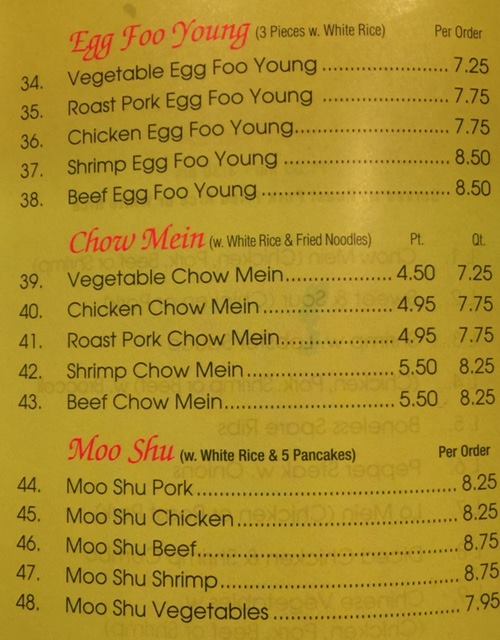 Egg Foo Young (3 Pieces w. White Rice) Per Order
34. Vegetable Egg Foo Young 7.25
35. Roast Pork Egg Foo Young 7.75
36. Chicken Egg Foo Young 7.75
37. Shrimp Egg Foo Young 8.50
38. Beef Egg Foo Young 8.50
Chow Mein (w. White Rice & Fried Noodles) Pt. Qt.
39. Vegetable Chow Mein 4.50 7.25
40. Chicken Chow Mein 4.95 7.75
41. Roast Pork Chow Mein 4.95 7.75
42. Shrimp Chow Mein 5.50 8.25
43. Beef Chow Mein 5.50 8.25
Moo Shu (w. White Rice & 5 Pancakes) Per Order
44. Moo Shu Pork 8.25
45. Moo Shu Chicken 8.25
46. Moo Shu Beef 8.75
47. Moo Shu Shrimp 8.75
48. Moo Shu Vegetables 7.95